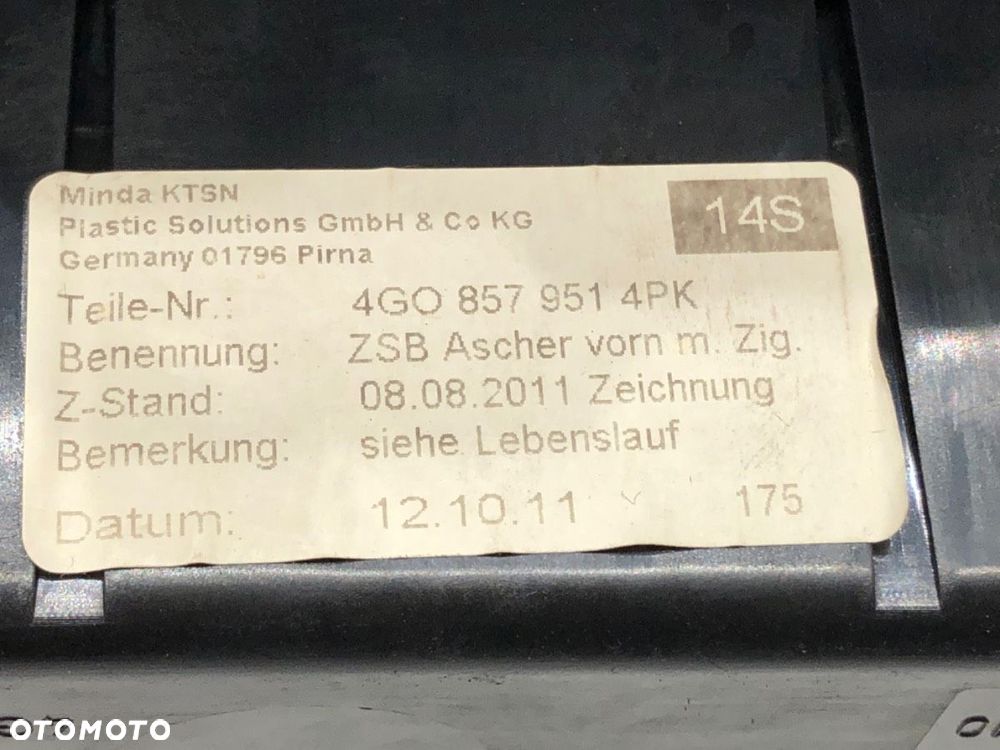 Minda KTSN
Plastic Solutions GmbH & Co KG
Germany 01796 Pirna
14S
Teile-Nr.: 4GO 857 951 4PK
Benennung: ZSB Ascher vorn m. Zig.
Z-Stand: 08.08.2011 Zeichnung
Bemerkung: siehe Lebenslauf
Datum: 12.10.11 175
OTOMOTO